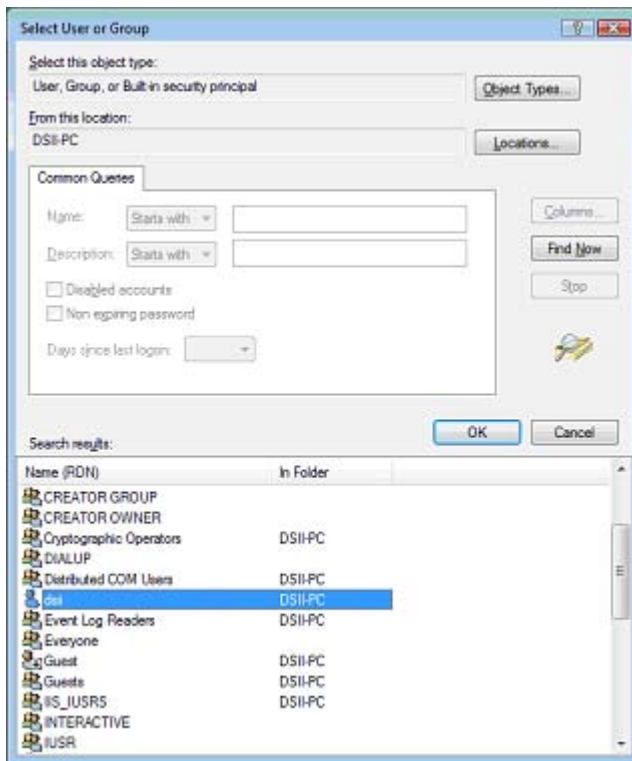 Select User or Group
Select this object type:
User, Group, or Built-in security principal
Object Types...
From this location:
DSII-PC
Locations...
Common Queries
Name: Starts with
Columns...
Description: Starts with
Find Now
Disabled accounts
Stop
Non expiring password
Days since last logon:
OK Cancel
Search results:
Name (RDN) In Folder
CREATOR GROUP
CREATOR OWNER
Cryptographic Operators DSII-PC
DIALUP
Distributed COM Users DSII-PC
dsii DSII-PC
Event Log Readers DSII-PC
Everyone
Guest DSII-PC
Guests DSII-PC
IIS_IUSRS DSII-PC
INTERACTIVE
IUSR